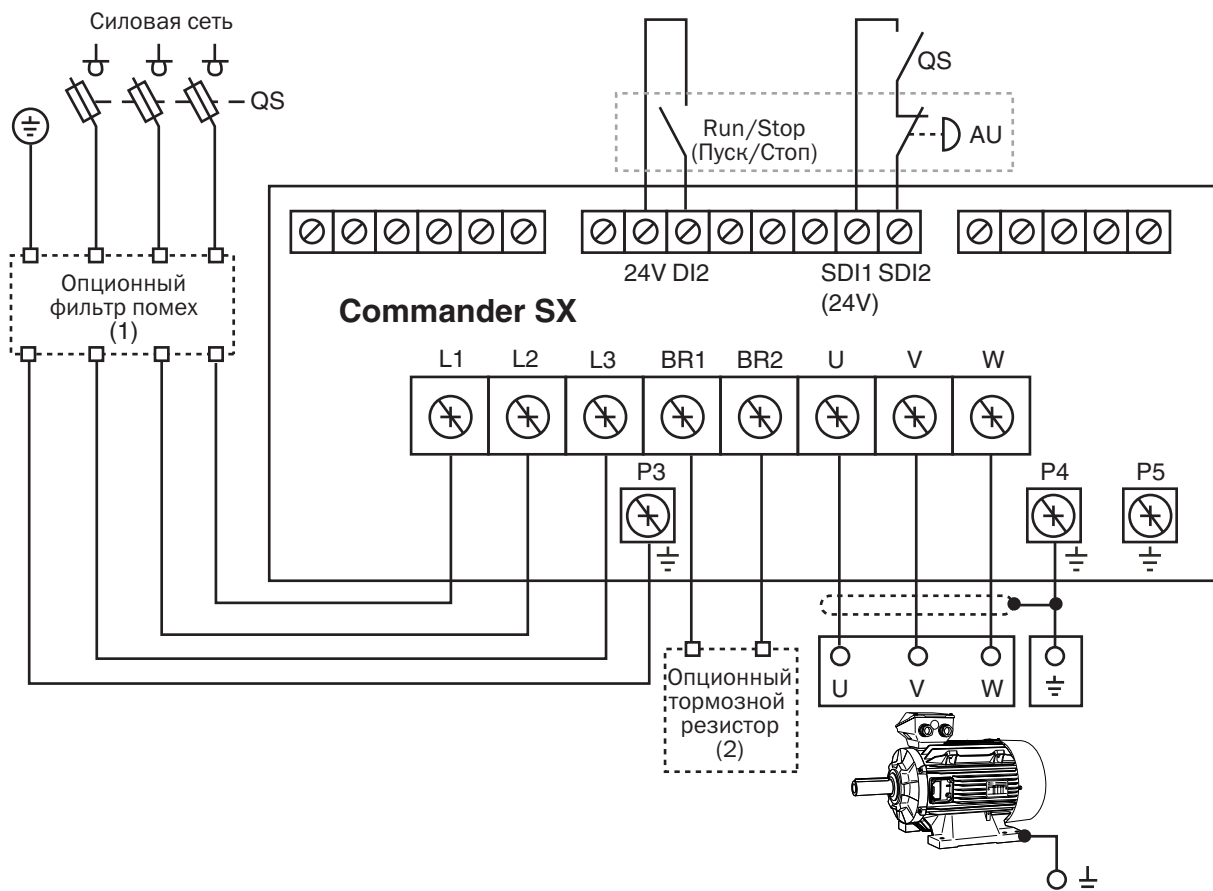 Силовая сеть
QS
QS
Run/Stop
(Пуск/Стоп)
AU
24V DI2
SDI1 SDI2
(24V)
Опционный
фильтр помех
(1)
Commander SX
L1 L2 L3 BR1 BR2 U V W
P3
P4
P5
Опционный
тормозной
резистор
(2)
U V W